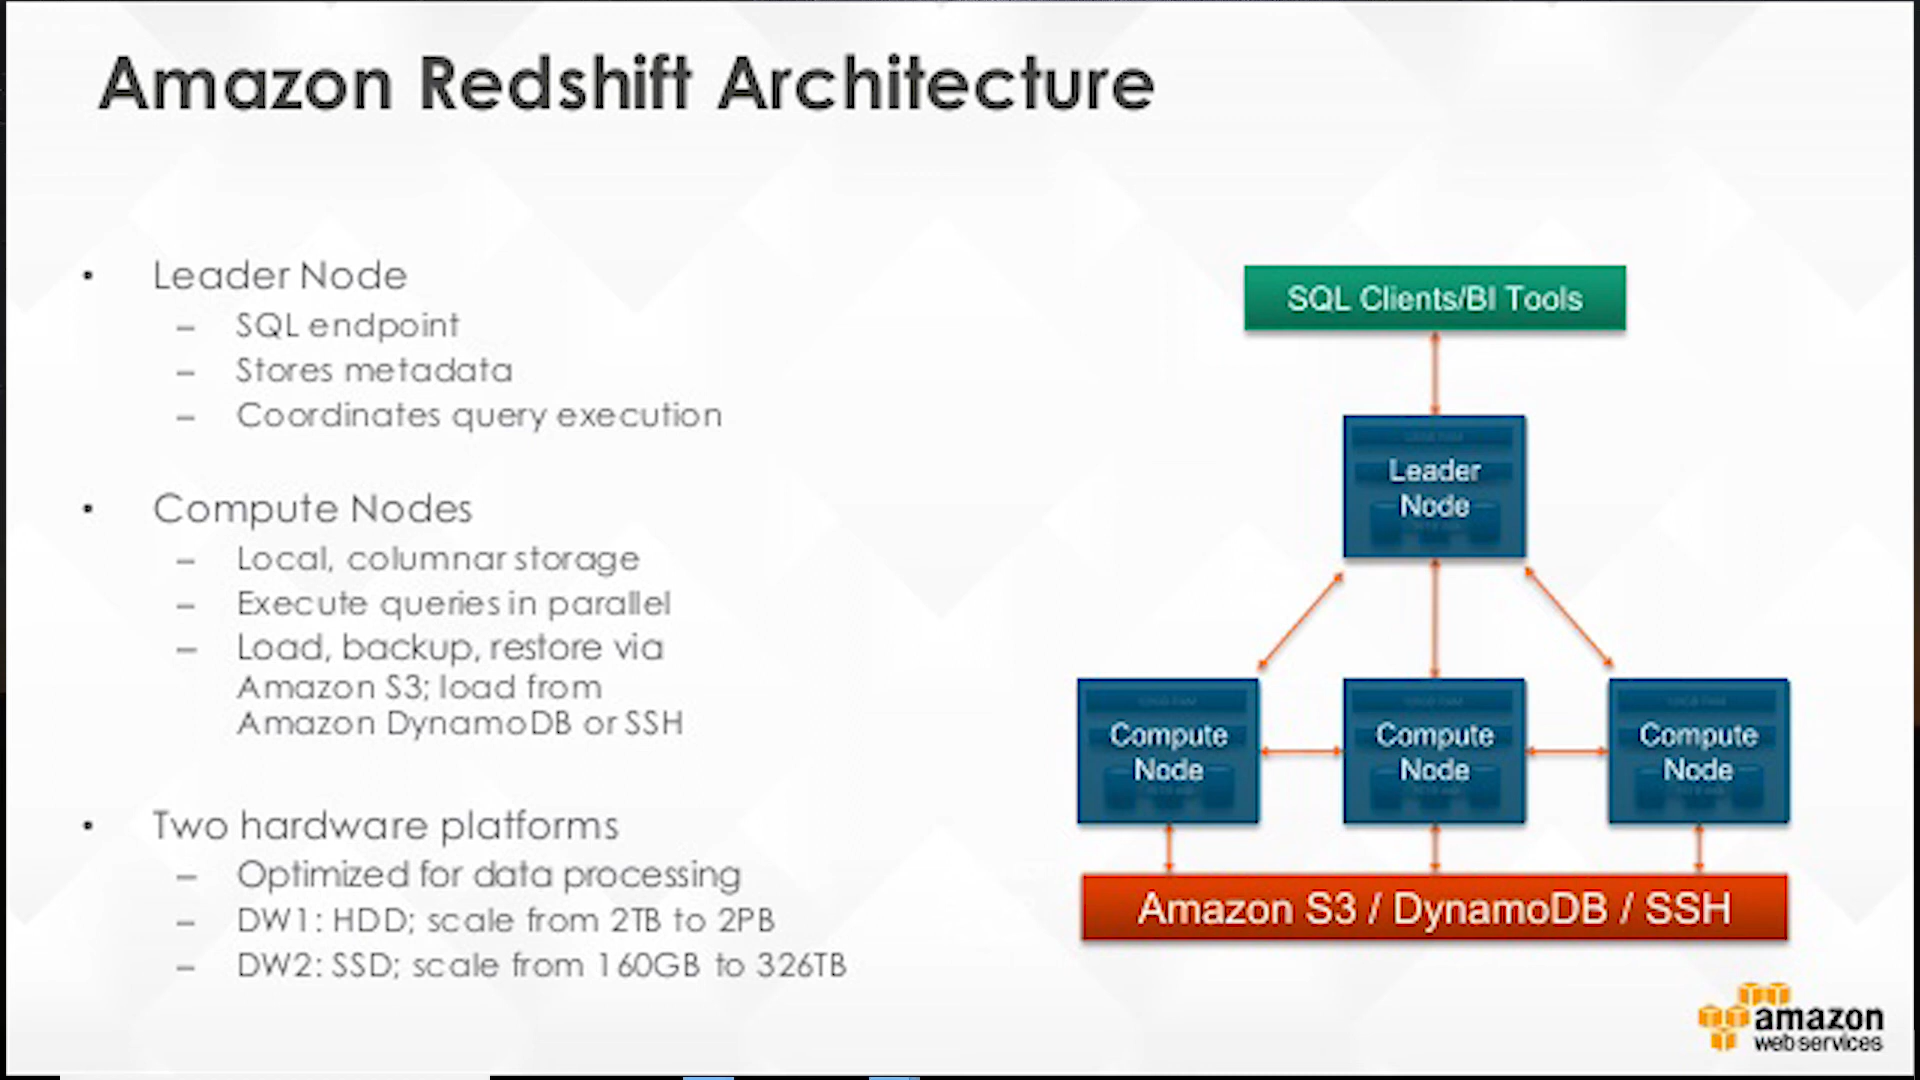 Amazon Redshift Architecture
• Leader Node
– SQL endpoint
– Stores metadata
– Coordinates query execution
• Compute Nodes
– Local, columnar storage
– Execute queries in parallel
– Load, backup, restore via
Amazon S3; load from
Amazon DynamoDB or SSH
• Two hardware platforms
– Optimized for data processing
– DW1: HDD; scale from 2TB to 2PB
– DW2: SSD; scale from 160GB to 326TB
SQL Clients/BI Tools
Leader
Node
Compute
Node
Compute
Node
Compute
Node
Amazon S3 / DynamoDB / SSH
amazon
web services